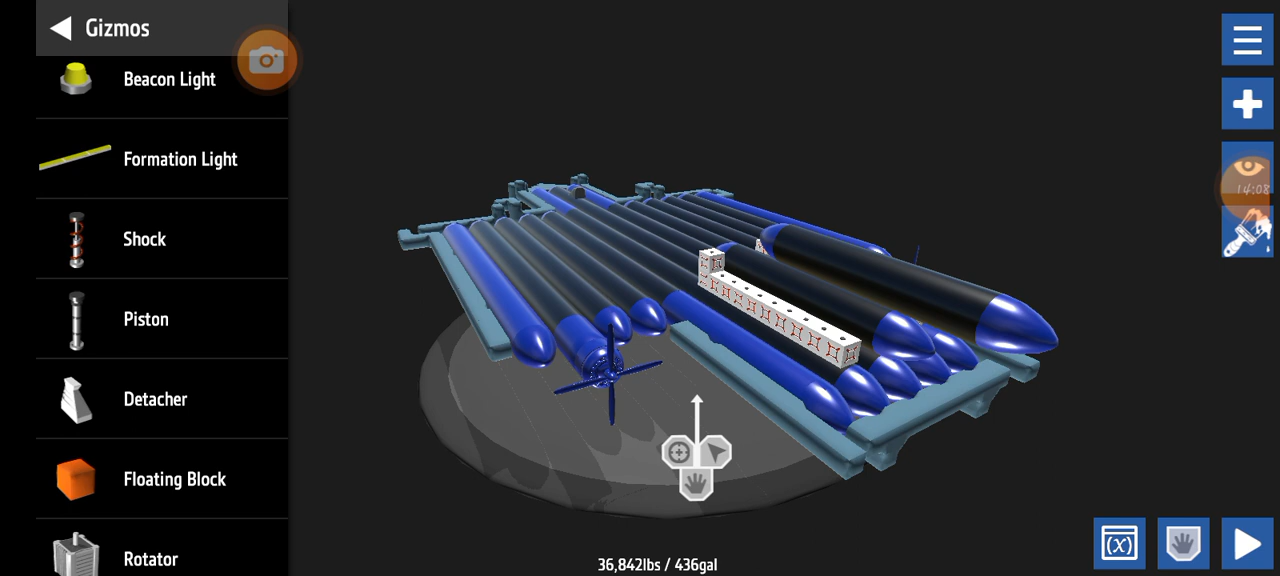 Gizmos
Beacon Light
Formation Light
Shock
Piston
Detacher
Floating Block
Rotator
14:08
(x)
36,842lbs / 436gal